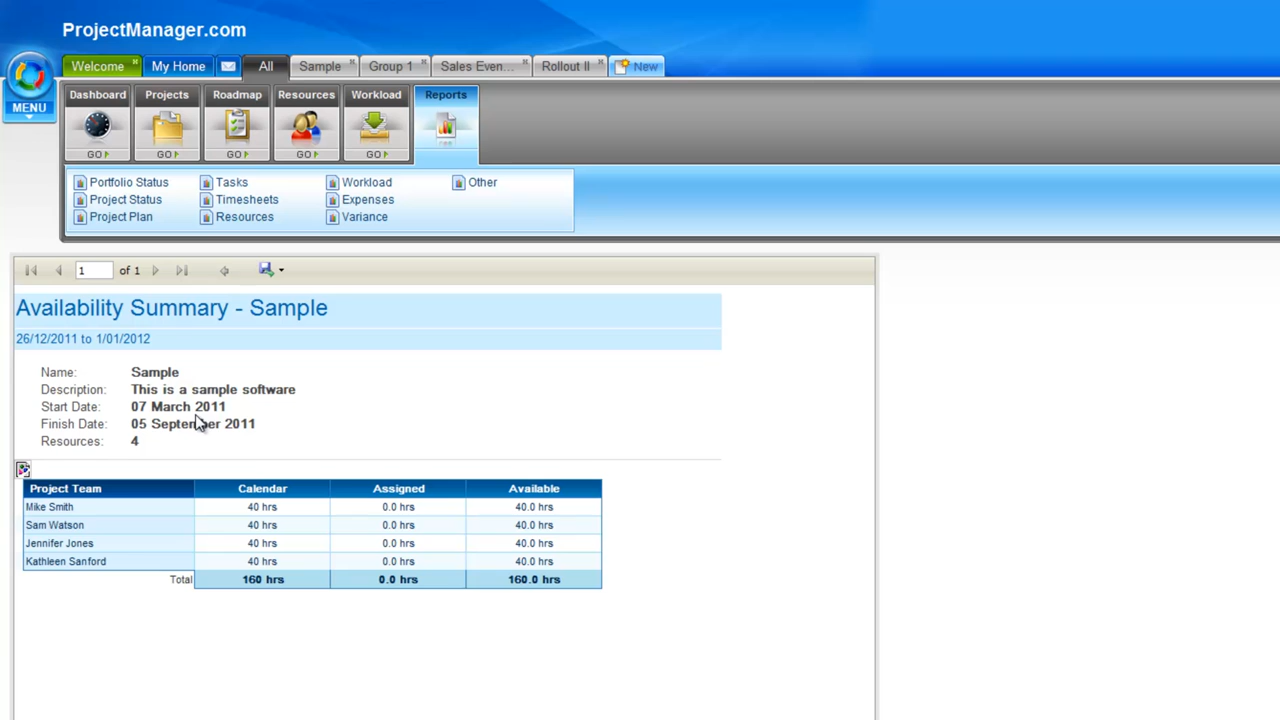 ProjectManager.com
Welcome My Home All Sample Group 1 Sales Even... Rollout II New
MENU
Dashboard Projects Roadmap Resources Workload Reports
GO GO GO GO GO
Portfolio Status Tasks Workload Other
Project Status Timesheets Expenses
Project Plan Resources Variance
1 of 1
Availability Summary - Sample
26/12/2011 to 1/01/2012
Name: Sample
Description: This is a sample software
Start Date: 07 March 2011
Finish Date: 05 September 2011
Resources: 4
Project Team Calendar Assigned Available
Mike Smith 40 hrs 0.0 hrs 40.0 hrs
Sam Watson 40 hrs 0.0 hrs 40.0 hrs
Jennifer Jones 40 hrs 0.0 hrs 40.0 hrs
Kathleen Sanford 40 hrs 0.0 hrs 40.0 hrs
Total 160 hrs 0.0 hrs 160.0 hrs